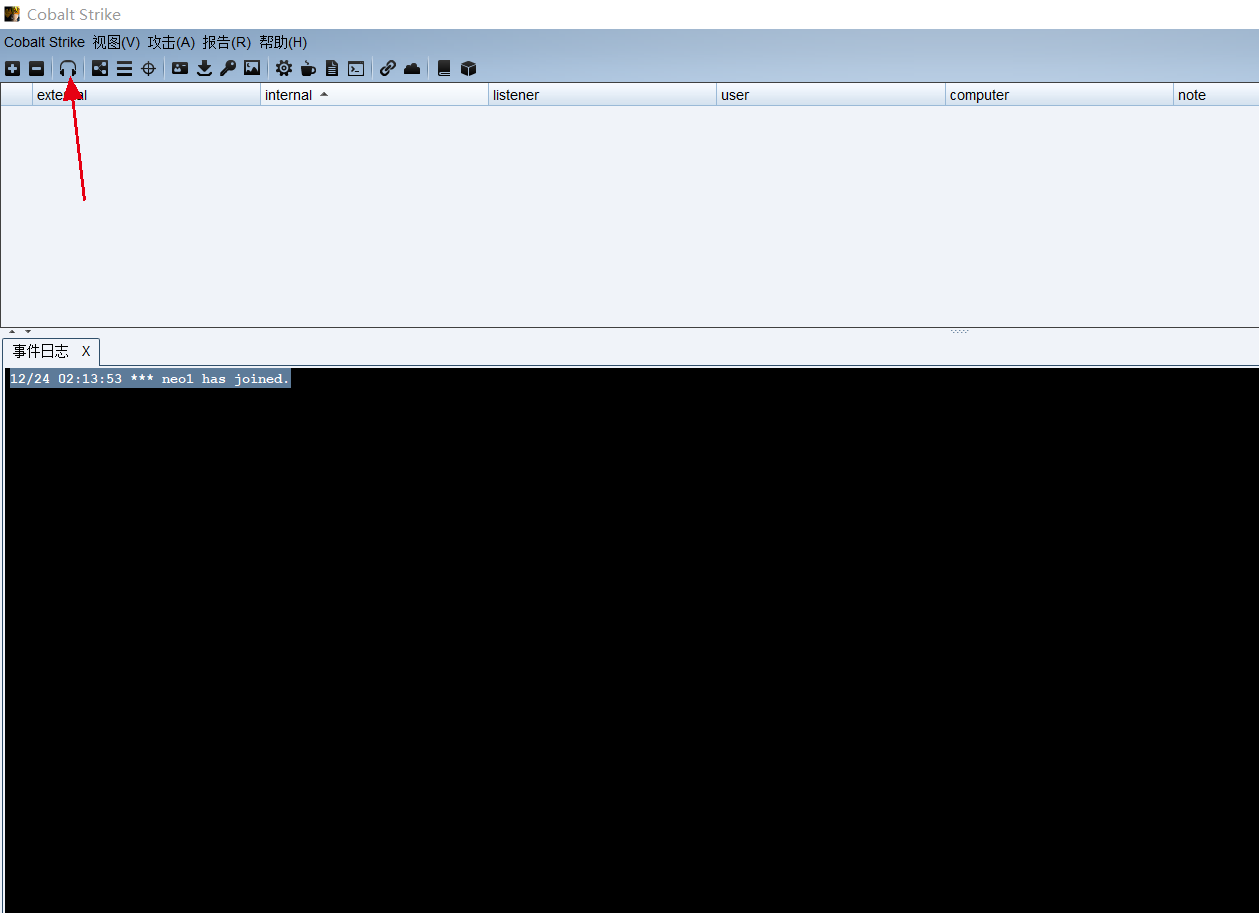 Cobalt Strike
Cobalt Strike 视图(V) 攻击(A) 报告(R) 帮助(H)
external internal listener user computer note
事件日志 X
12/24 02:13:53 *** neo1 has joined.